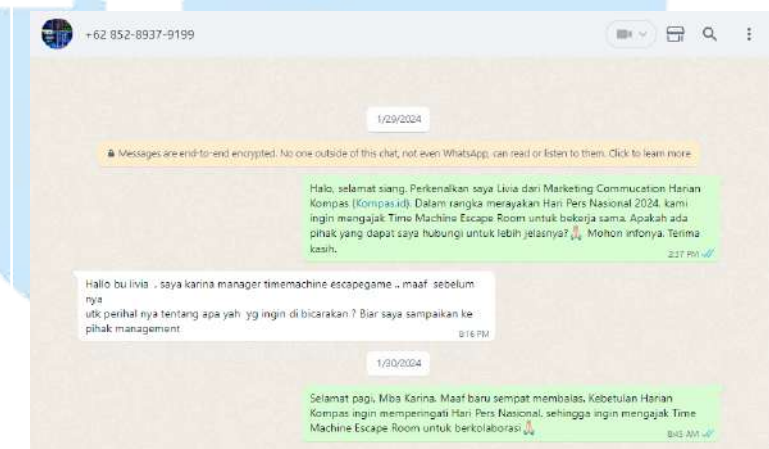 +62 852-8937-9199
1/29/2024
Messages are end-to-end encrypted. No one outside of this chat, not even WhatsApp, can read or listen to them. Click to learn more
Halo, selamat siang. Perkenalkan saya Livia dari Marketing Commucation Harian
Kompas (Kompas.id). Dalam rangka merayakan Hari Pers Nasional 2024, kami
ingin mengajak Time Machine Escape Room untuk bekerja sama. Apakah ada
pihak yang dapat saya hubungi untuk lebih jelasnya?🙏 Mohon infonya. Terima
kasih.
2:37 PM
Hallo bu livia , saya karina manager timemachine escapegame .. maaf sebelum
nya
utk perihal nya tentang apa yah yg ingin di bicarakan ? Biar saya sampaikan ke
pihak management
8:16 PM
1/30/2024
Selamat pagi, Mba Karina. Maaf baru sempat membalas. Kebetulan Harian
Kompas ingin memperingati Hari Pers Nasional, sehingga ingin mengajak Time
Machine Escape Room untuk berkolaborasi🙏
8:43 AM